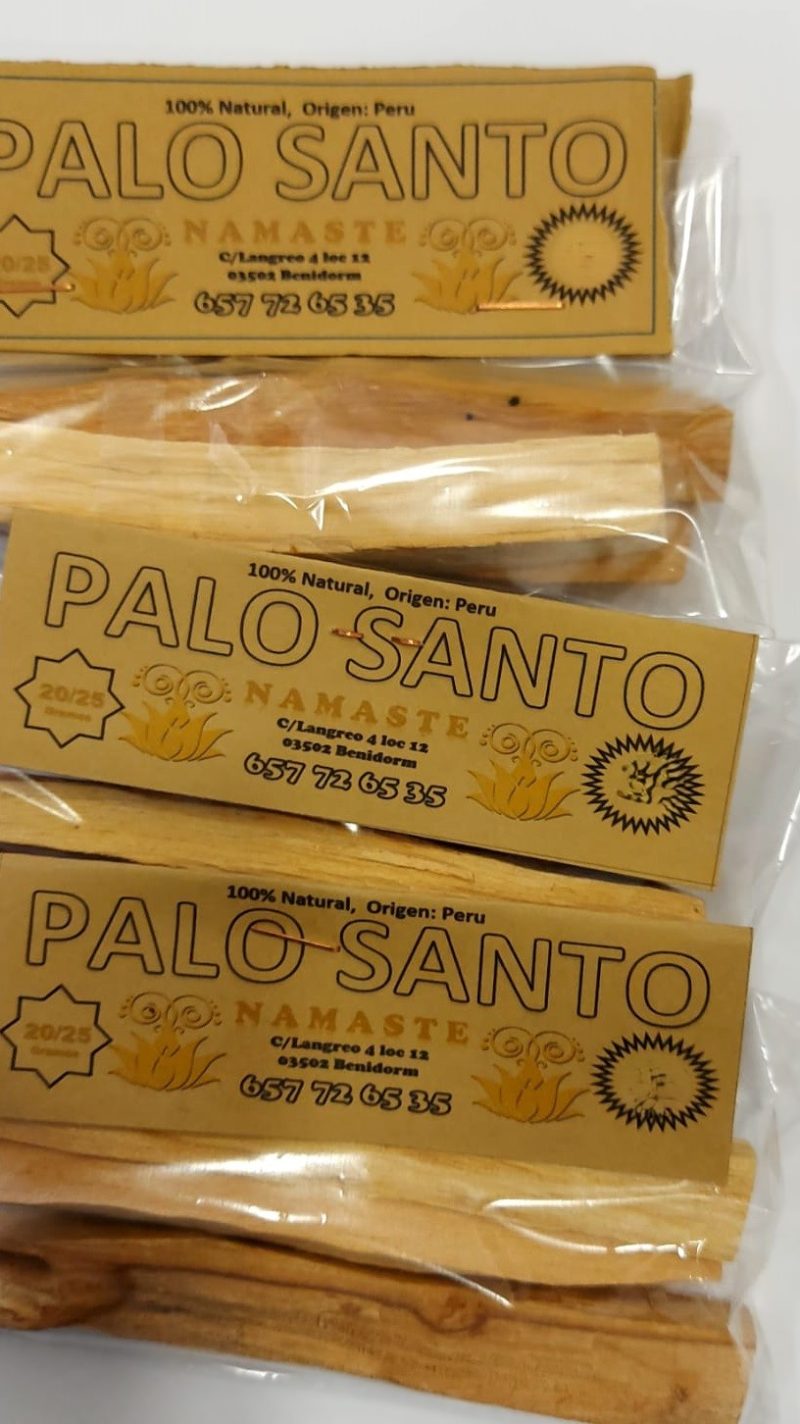 100% Natural, Origen: Peru
PALO SANTO
NAMASTE
C/Langreo 4 loc 12
03502 Benidorm
657 72 65 35
100% Natural, Origen: Peru
PALO SANTO
20/25
Gramos
NAMASTE
C/Langreo 4 loc 12
03502 Benidorm
657 72 65 35
100% Natural, Origen: Peru
PALO SANTO
20/25
Gramos
NAMASTE
C/Langreo 4 loc 12
03502 Benidorm
657 72 65 35